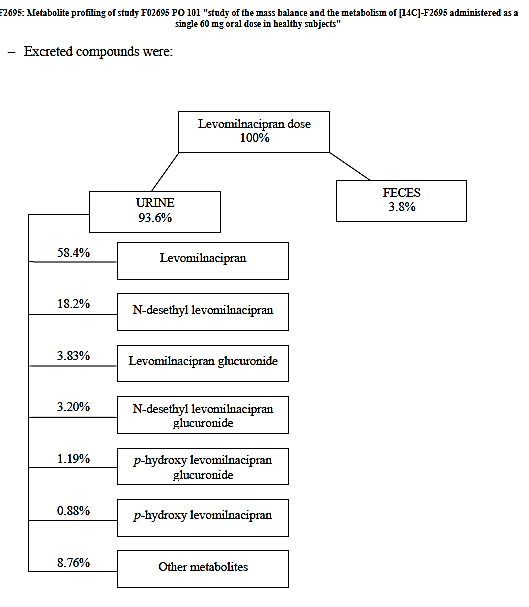 F2695: Metabolite profiling of study F02695 PO 101 "study of the mass balance and the metabolism of [14C]-F2695 administered as a
single 60 mg oral dose in healthy subjects"
– Excreted compounds were:
Levomilnacipran dose
100%
URINE
93.6%
FECES
3.8%
58.4%
Levomilnacipran
18.2%
N-desethyl levomilnacipran
3.83%
Levomilnacipran glucuronide
3.20%
N-desethyl levomilnacipran
glucuronide
1.19%
p-hydroxy levomilnacipran
glucuronide
0.88%
p-hydroxy levomilnacipran
8.76%
Other metabolites